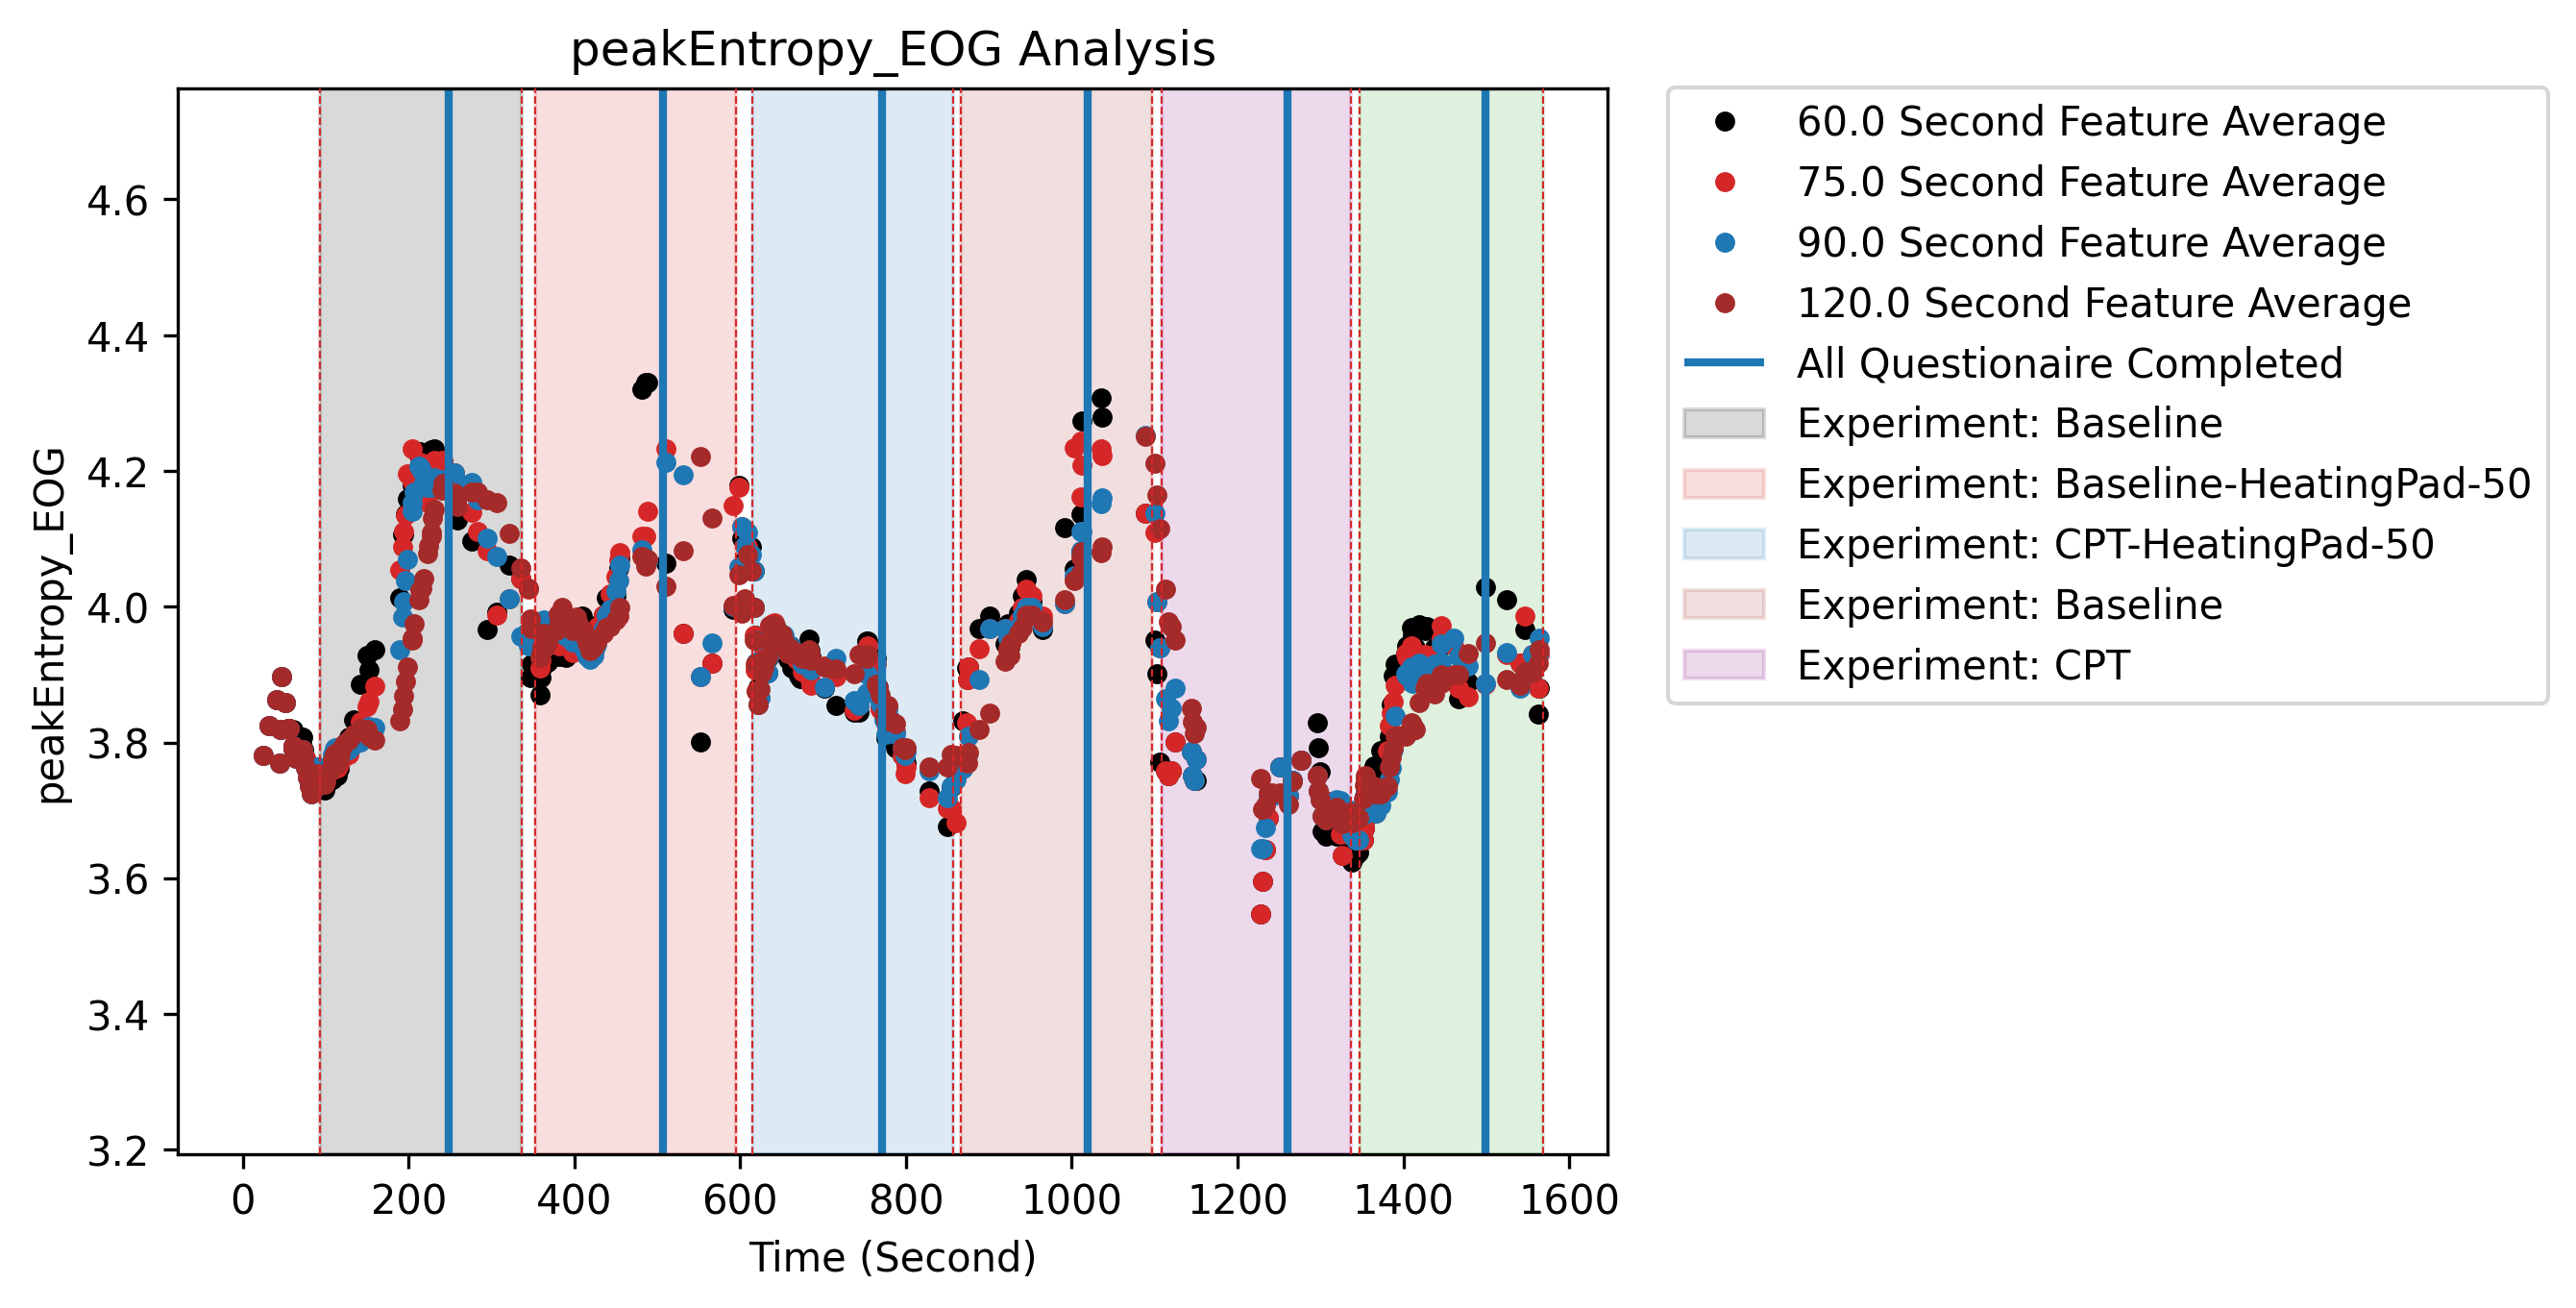 peakEntropy_EOG Analysis
60.0 Second Feature Average
75.0 Second Feature Average
90.0 Second Feature Average
120.0 Second Feature Average
All Questionaire Completed
Experiment: Baseline
Experiment: Baseline-HeatingPad-50
Experiment: CPT-HeatingPad-50
Experiment: Baseline
Experiment: CPT
peakEntropy_EOG
4.6
4.4
4.2
4.0
3.8
3.6
3.4
3.2
0 200 400 600 800 1000 1200 1400 1600
Time (Second)